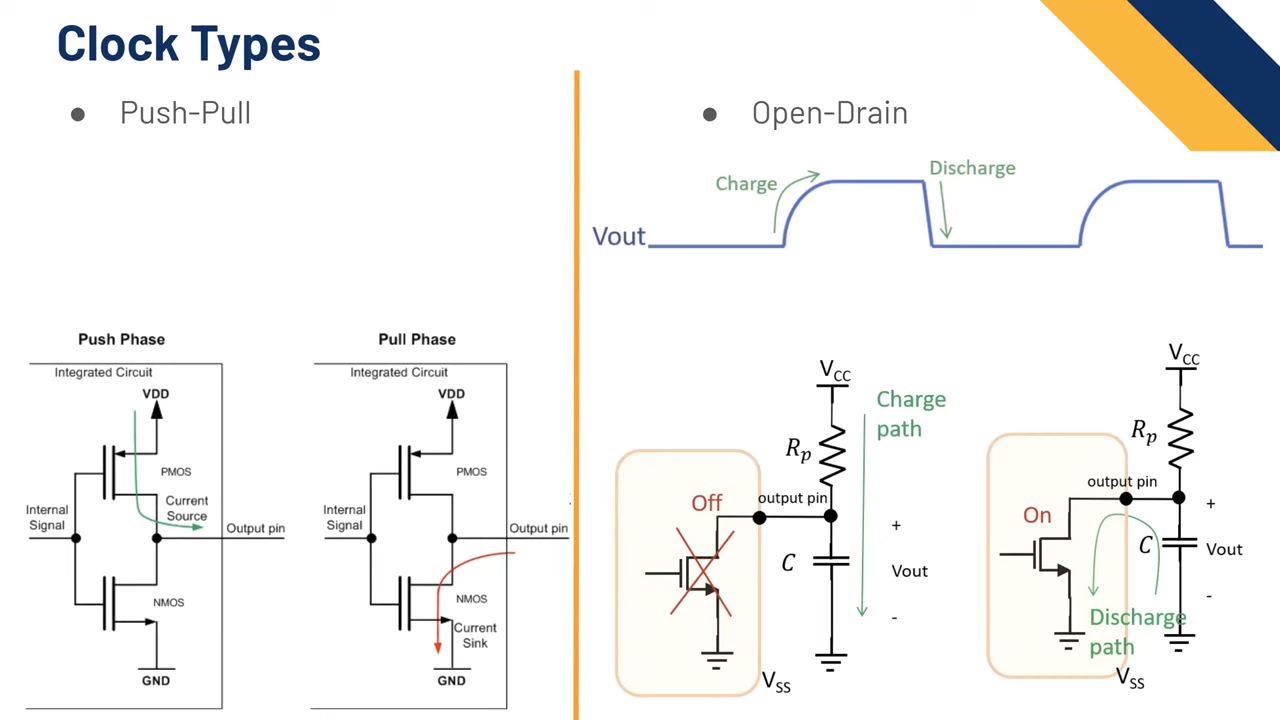 Clock Types
● Push-Pull
Push Phase
Integrated Circuit
VDD
PMOS
Current
Source
Internal
Signal
Output pin
NMOS
GND
Pull Phase
Integrated Circuit
VDD
PMOS
Internal
Signal
Output pin
NMOS
Current
Sink
GND
● Open-Drain
Charge
Discharge
Vout
VCC
Charge
path
Rp
Off
output pin
+
C
Vout
-
VSS
VCC
Rp
output pin
On
+
C
Vout
-
Discharge
path
VSS